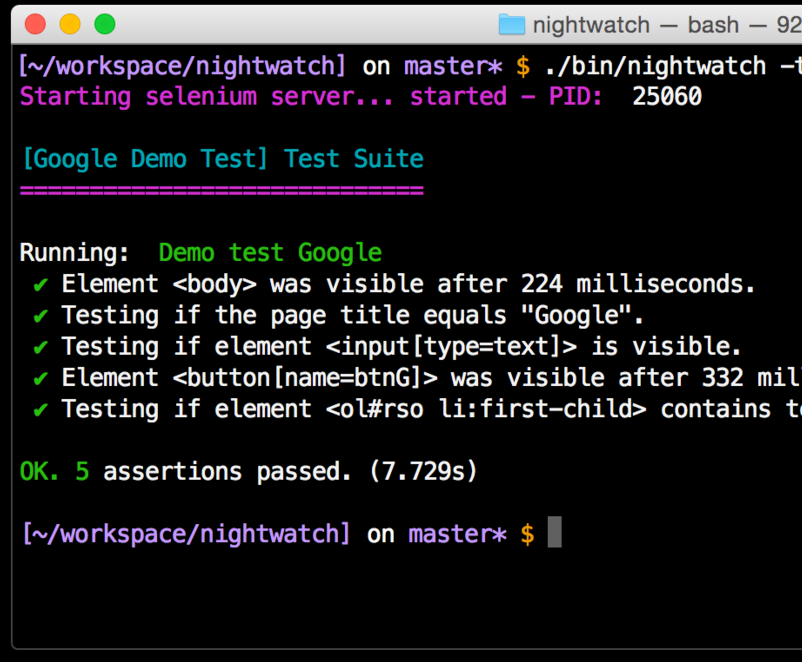 nightwatch — bash — 92
[~/workspace/nightwatch] on master* $ ./bin/nightwatch -t
Starting selenium server... started - PID:  25060
[Google Demo Test] Test Suite
=============================
Running:  Demo test Google
✔ Element <body> was visible after 224 milliseconds.
✔ Testing if the page title equals "Google".
✔ Testing if element <input[type=text]> is visible.
✔ Element <button[name=btnG]> was visible after 332 mil
✔ Testing if element <ol#rso li:first-child> contains te
OK. 5 assertions passed. (7.729s)
[~/workspace/nightwatch] on master* $